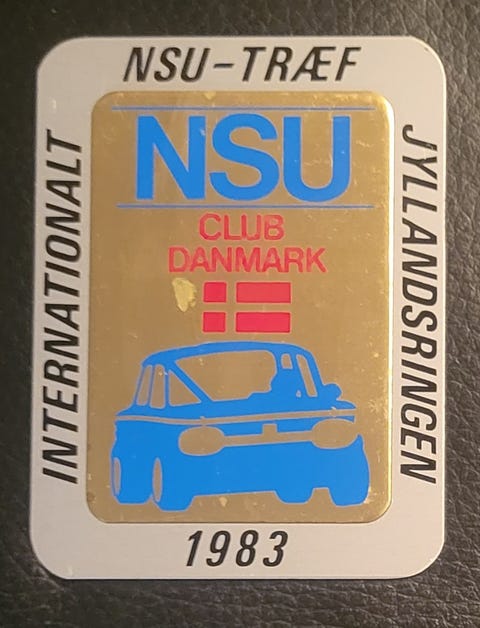 INTERNATIONALT
NSU-TRÆF
JYLLANDSRINGEN
NSU
CLUB
DANMARK
1983